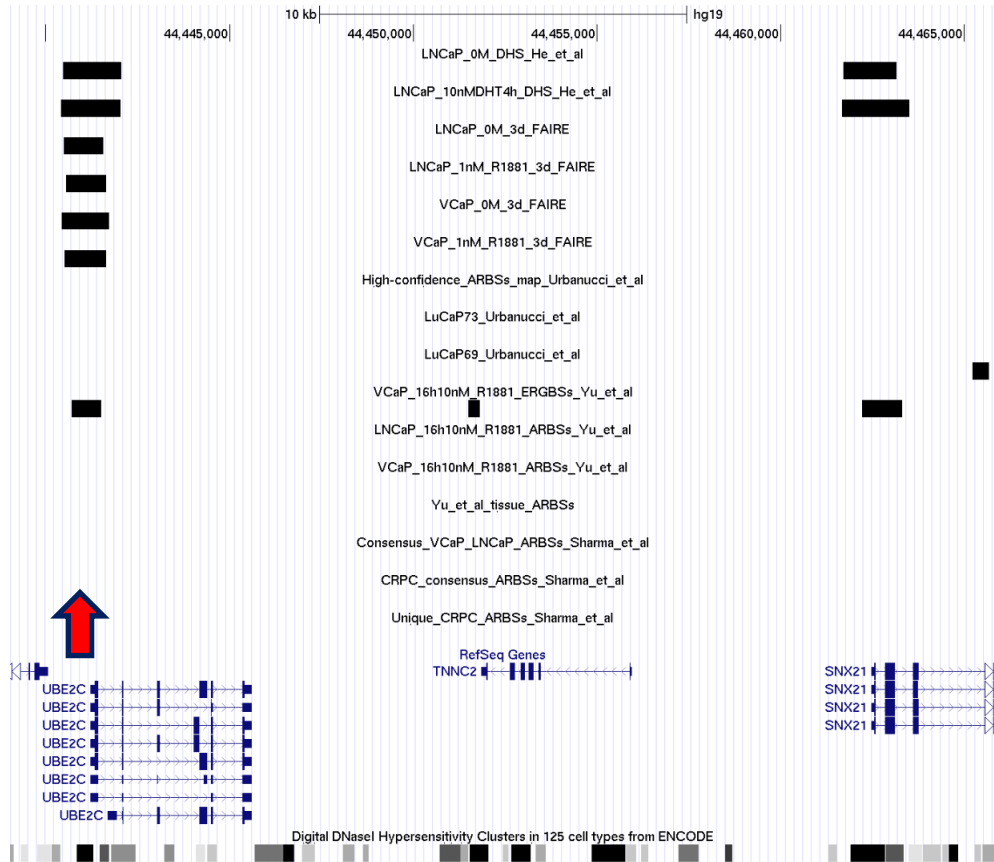 10 kb hg19
44,445,000 44,450,000 44,455,000 44,460,000 44,465,000
LNCaP_0M_DHS_He_et_al
LNCaP_10nMDHT4h_DHS_He_et_al
LNCaP_0M_3d_FAIRE
LNCaP_1nM_R1881_3d_FAIRE
VCaP_0M_3d_FAIRE
VCaP_1nM_R1881_3d_FAIRE
High-confidence_ARBSs_map_Urbanucci_et_al
LuCaP73_Urbanucci_et_al
LuCaP69_Urbanucci_et_al
VCaP_16h10nM_R1881_ERGBSs_Yu_et_al
LNCaP_16h10nM_R1881_ARBSs_Yu_et_al
VCaP_16h10nM_R1881_ARBSs_Yu_et_al
Yu_et_al_tissue_ARBSs
Consensus_VCaP_LNCaP_ARBSs_Sharma_et_al
CRPC_consensus_ARBSs_Sharma_et_al
Unique_CRPC_ARBSs_Sharma_et_al
RefSeq Genes
TNNC2 SNX21
UBE2C SNX21
UBE2C SNX21
UBE2C SNX21
UBE2C
UBE2C
UBE2C
UBE2C
UBE2C
Digital DNaseI Hypersensitivity Clusters in 125 cell types from ENCODE